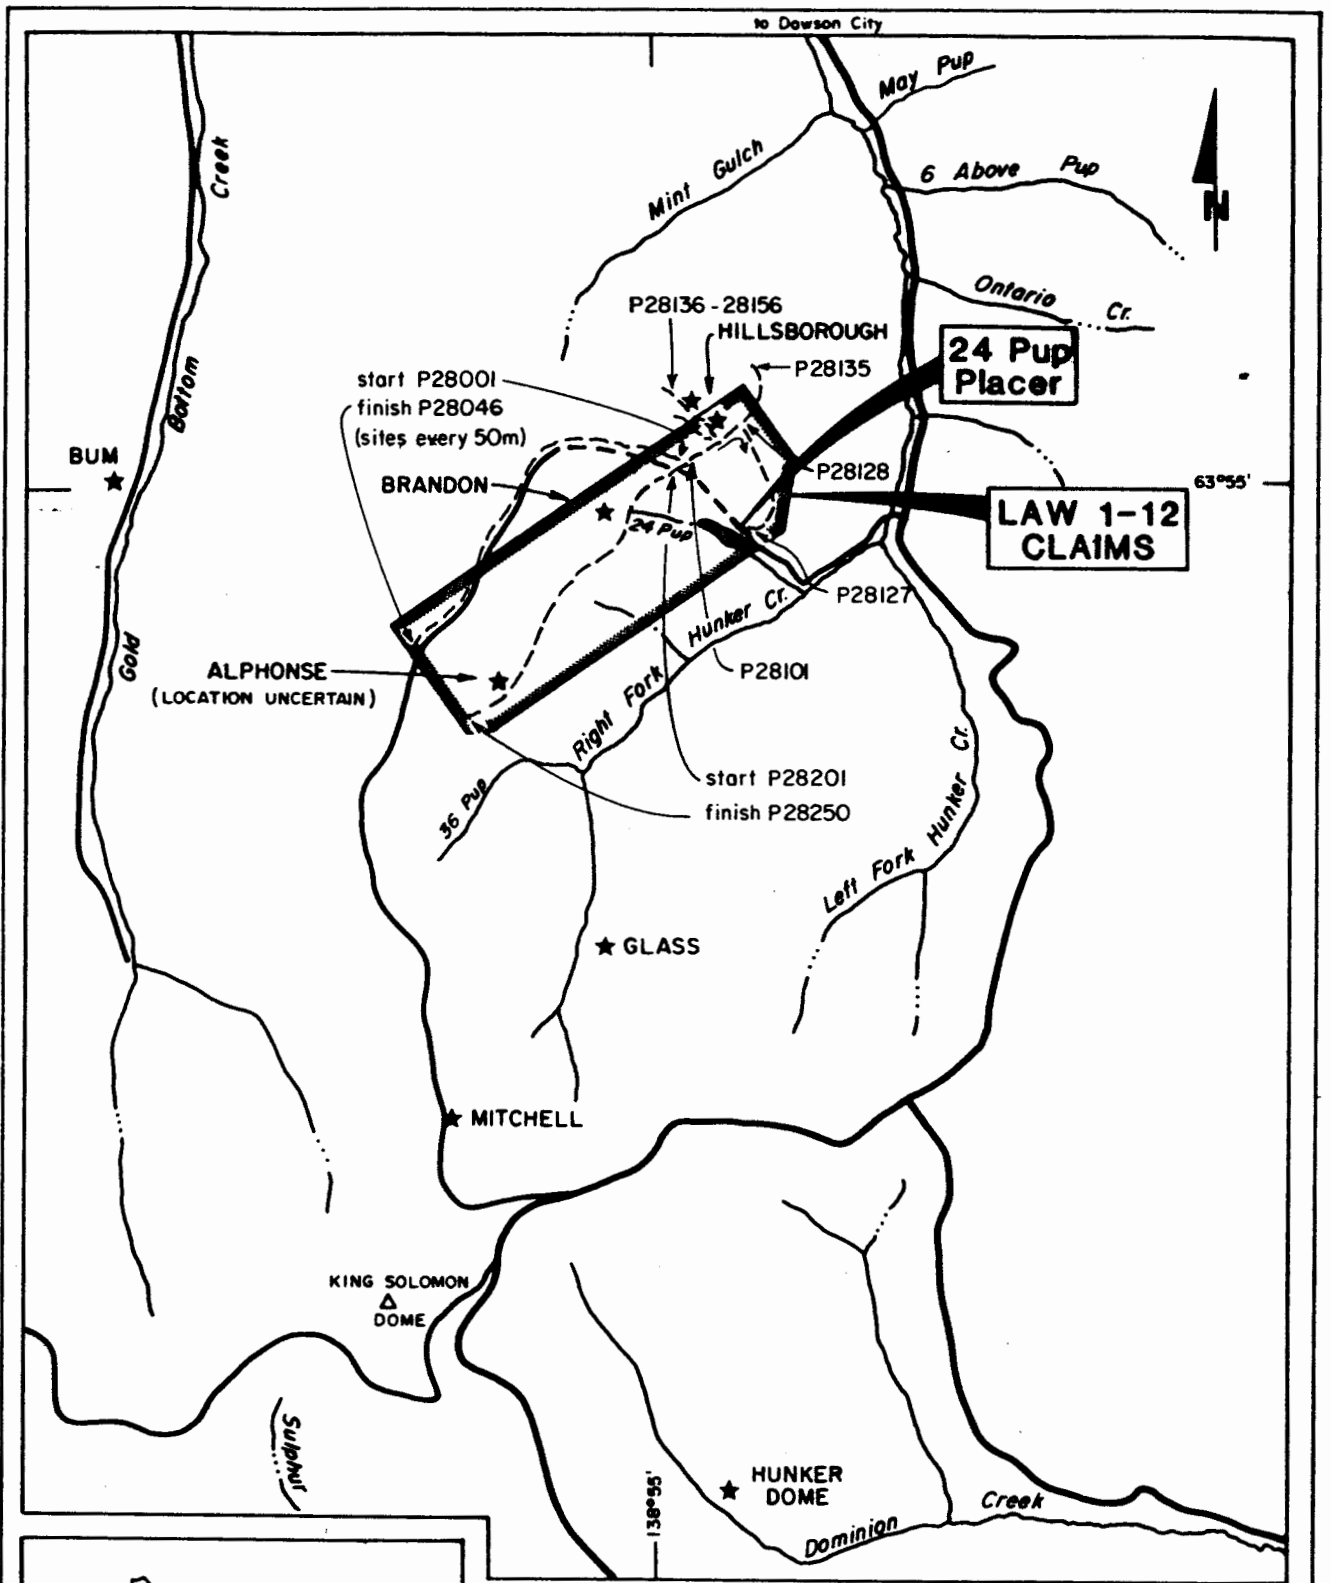 to Dawson City
May Pup
Mint Gulch
6 Above Pup
N
Creek
Ontario Cr.
P28136-28156
HILLSBOROUGH
24 Pup
Placer
P28135
start P28001
finish P28046
(sites every 50m)
Bottom
BUM
BRANDON
P28128
63°55'
LAW 1-12
CLAIMS
24 Pup
P28127
Hunker Cr.
Gold
ALPHONSE
(LOCATION UNCERTAIN)
P28101
Right Fork
start P28201
finish P28250
36 Pup
Left Fork Hunker Cr.
GLASS
MITCHELL
KING SOLOMON
DOME
Sulphur
138°55'
HUNKER
DOME
Dominion Creek